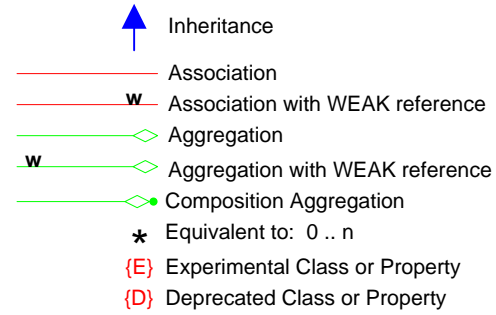 Inheritance
Association
w Association with WEAK reference
Aggregation
w Aggregation with WEAK reference
Composition Aggregation
* Equivalent to: 0 .. n
{E} Experimental Class or Property
{D} Deprecated Class or Property